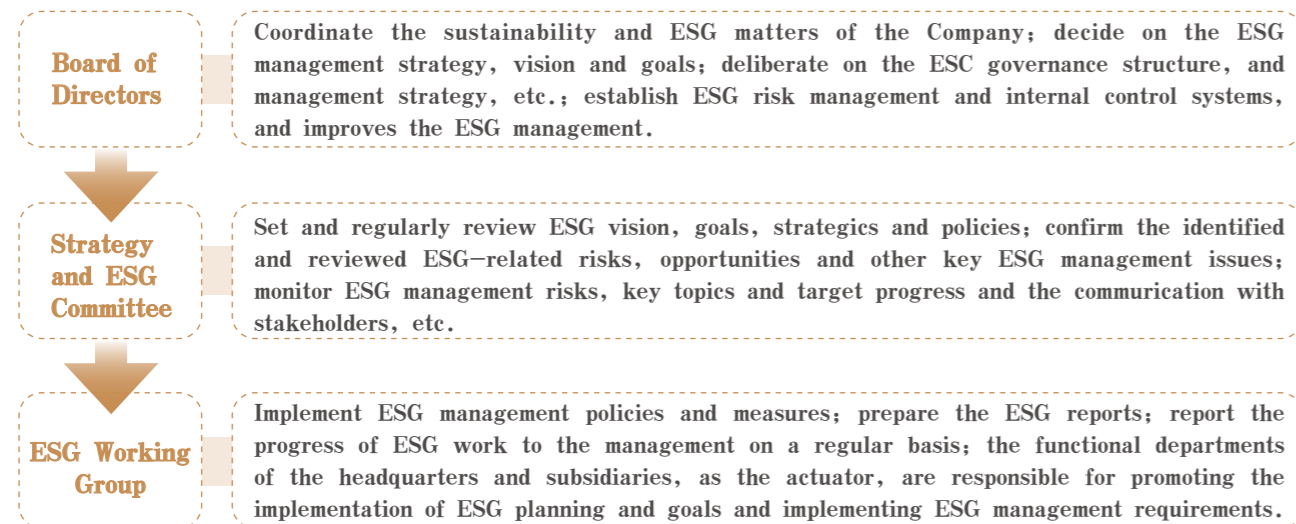 Board of
Directors
Coordinate the sustainability and ESG matters of the Company; decide on the ESG
management strategy, vision and goals; deliberate on the ESC governance structure, and
management strategy, etc.; establish ESG risk management and internal control systems,
and improves the ESG management.
Strategy
and ESG
Committee
Set and regularly review ESG vision, goals, strategics and policies; confirm the identified
and reviewed ESG-related risks, opportunities and other key ESG management issues;
monitor ESG management risks, key topics and target progress and the commurication with
stakeholders, etc.
ESG Working
Group
Implement ESG management policies and measures; prepare the ESG reports; report the
progress of ESG work to the management on a regular basis; the functional departments
of the headquarters and subsidiaries, as the actuator, are responsible for promoting the
implementation of ESG planning and goals and implementing ESG management requirements.